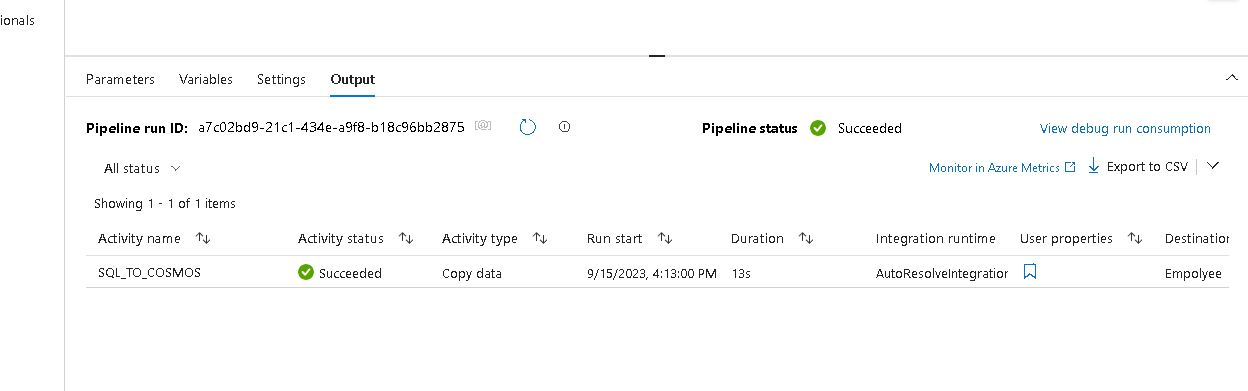 ionals
Parameters Variables Settings Output
Pipeline run ID: a7c02bd9-21c1-434e-a9f8-b18c96bb2875 Pipeline status Succeeded View debug run consumption
All status Monitor in Azure Metrics Export to CSV
Showing 1 - 1 of 1 items
Activity name Activity status Activity type Run start Duration Integration runtime User properties Destination
SQL_TO_COSMOS Succeeded Copy data 9/15/2023, 4:13:00 PM 13s AutoResolveIntegration Empolyee